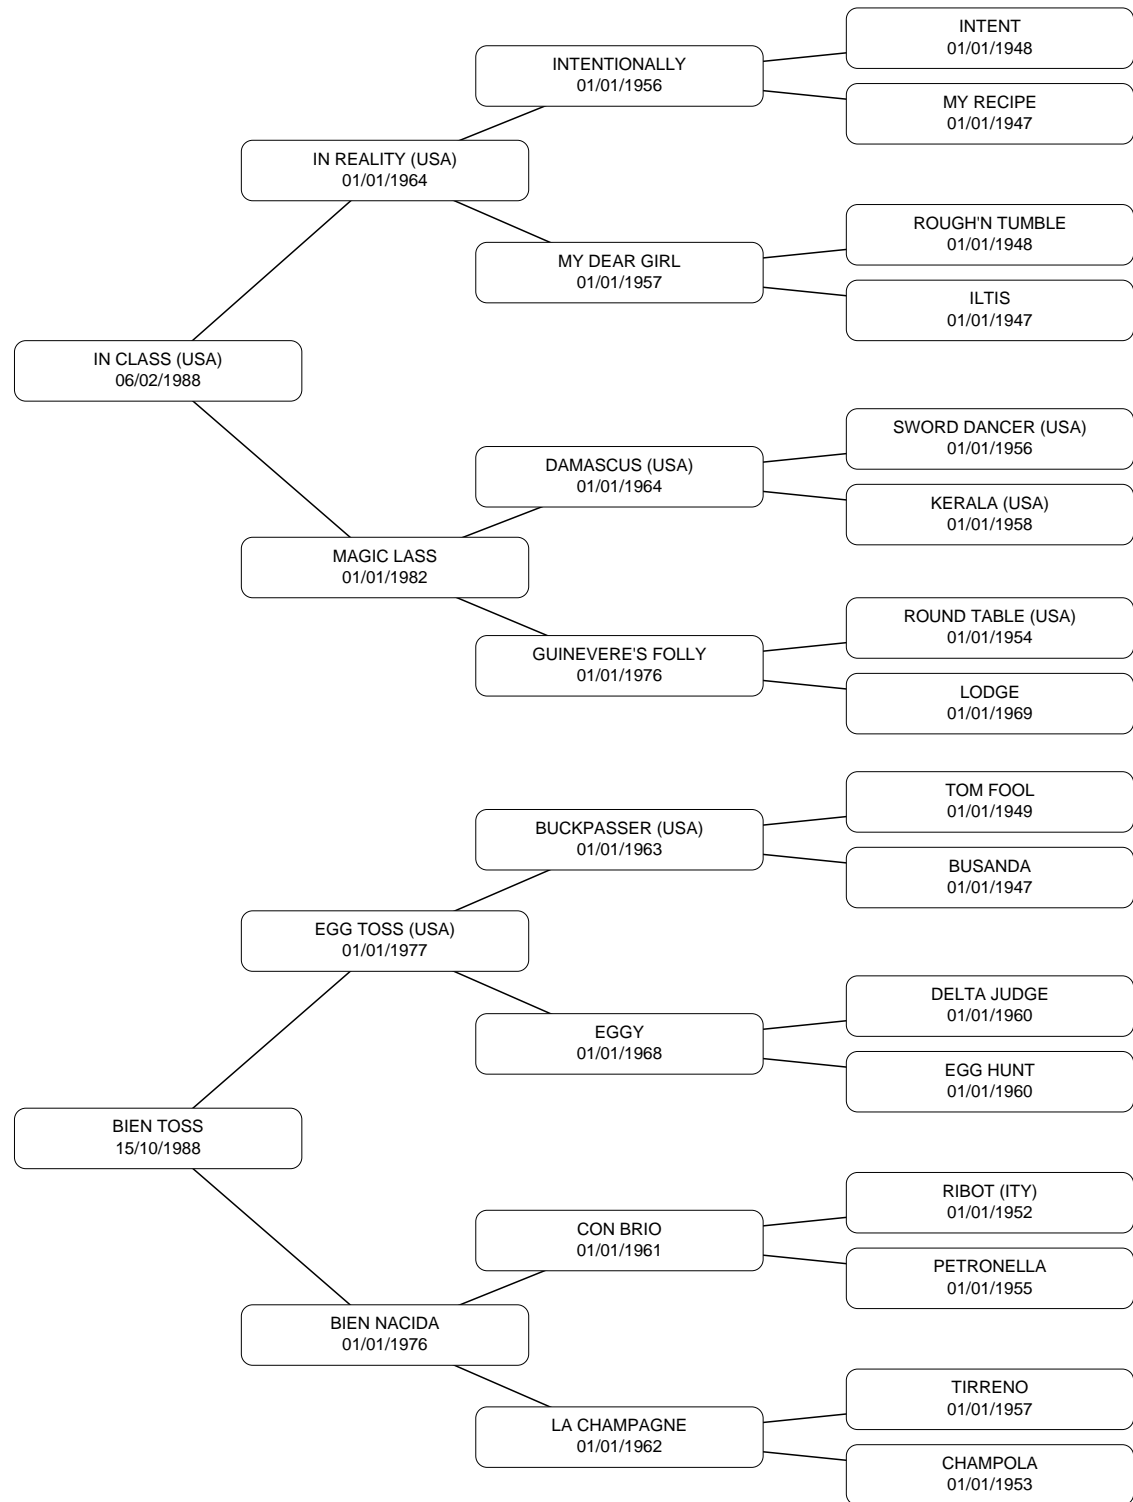 INTENT
01/01/1948
INTENTIONALLY
01/01/1956
MY RECIPE
01/01/1947
IN REALITY (USA)
01/01/1964
ROUGH'N TUMBLE
01/01/1948
MY DEAR GIRL
01/01/1957
ILTIS
01/01/1947
IN CLASS (USA)
06/02/1988
SWORD DANCER (USA)
01/01/1956
DAMASCUS (USA)
01/01/1964
KERALA (USA)
01/01/1958
MAGIC LASS
01/01/1982
ROUND TABLE (USA)
01/01/1954
GUINEVERE'S FOLLY
01/01/1976
LODGE
01/01/1969
TOM FOOL
01/01/1949
BUCKPASSER (USA)
01/01/1963
BUSANDA
01/01/1947
EGG TOSS (USA)
01/01/1977
DELTA JUDGE
01/01/1960
EGGY
01/01/1968
EGG HUNT
01/01/1960
BIEN TOSS
15/10/1988
RIBOT (ITY)
01/01/1952
CON BRIO
01/01/1961
PETRONELLA
01/01/1955
BIEN NACIDA
01/01/1976
TIRRENO
01/01/1957
LA CHAMPAGNE
01/01/1962
CHAMPOLA
01/01/1953